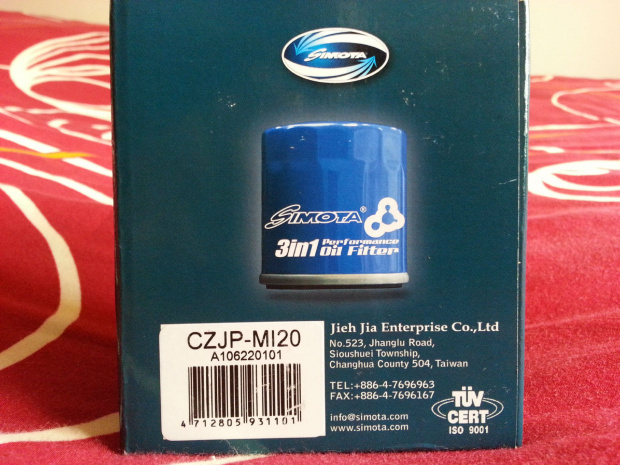 SIMOTA
SIMOTA®
3in1 Performance
Oil Filter
CZJP-MI20
A106220101
4 712805 931101
Jieh Jia Enterprise Co.,Ltd
No.523, Jhanglu Road,
Sioushuei Township,
Changhua County 504, Taiwan
TEL:+886-4-7696963
FAX:+886-4-7696167
info@simota.com
www.simota.com
TÜV
CERT
ISO 9001